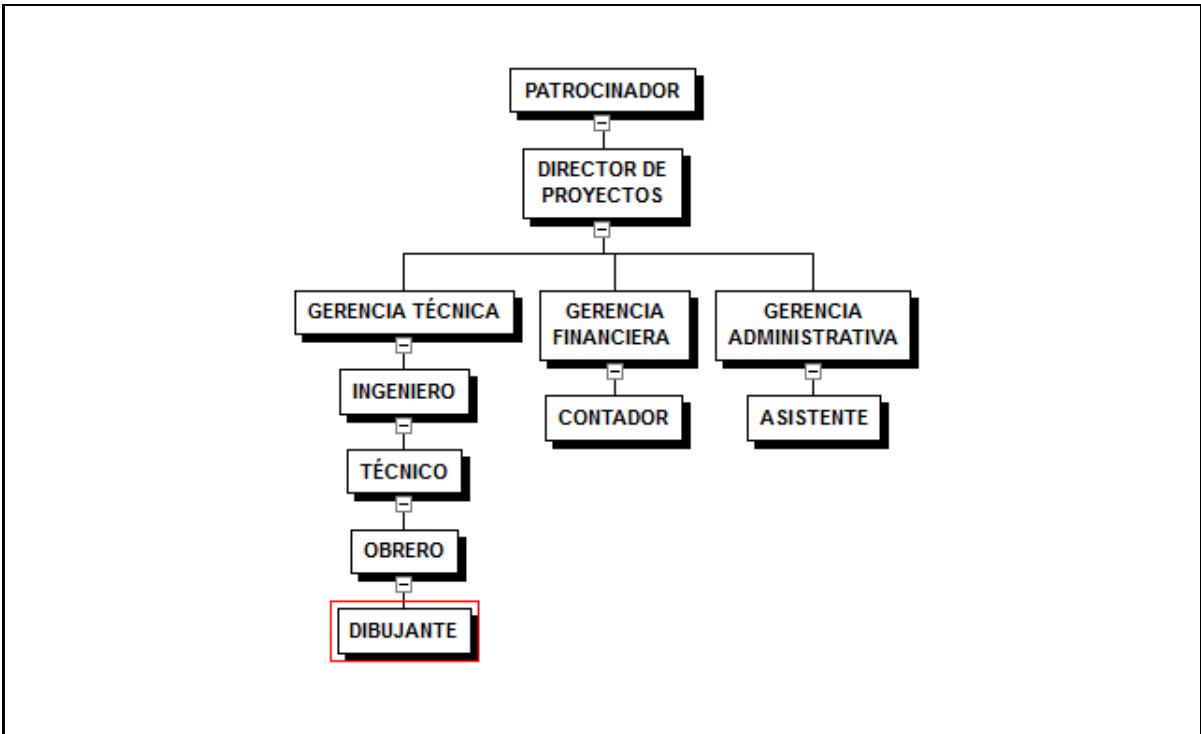 PATROCINADOR
DIRECTOR DE
PROYECTOS
GERENCIA TÉCNICA
GERENCIA
FINANCIERA
GERENCIA
ADMINISTRATIVA
INGENIERO
CONTADOR
ASISTENTE
TÉCNICO
OBRERO
DIBUJANTE